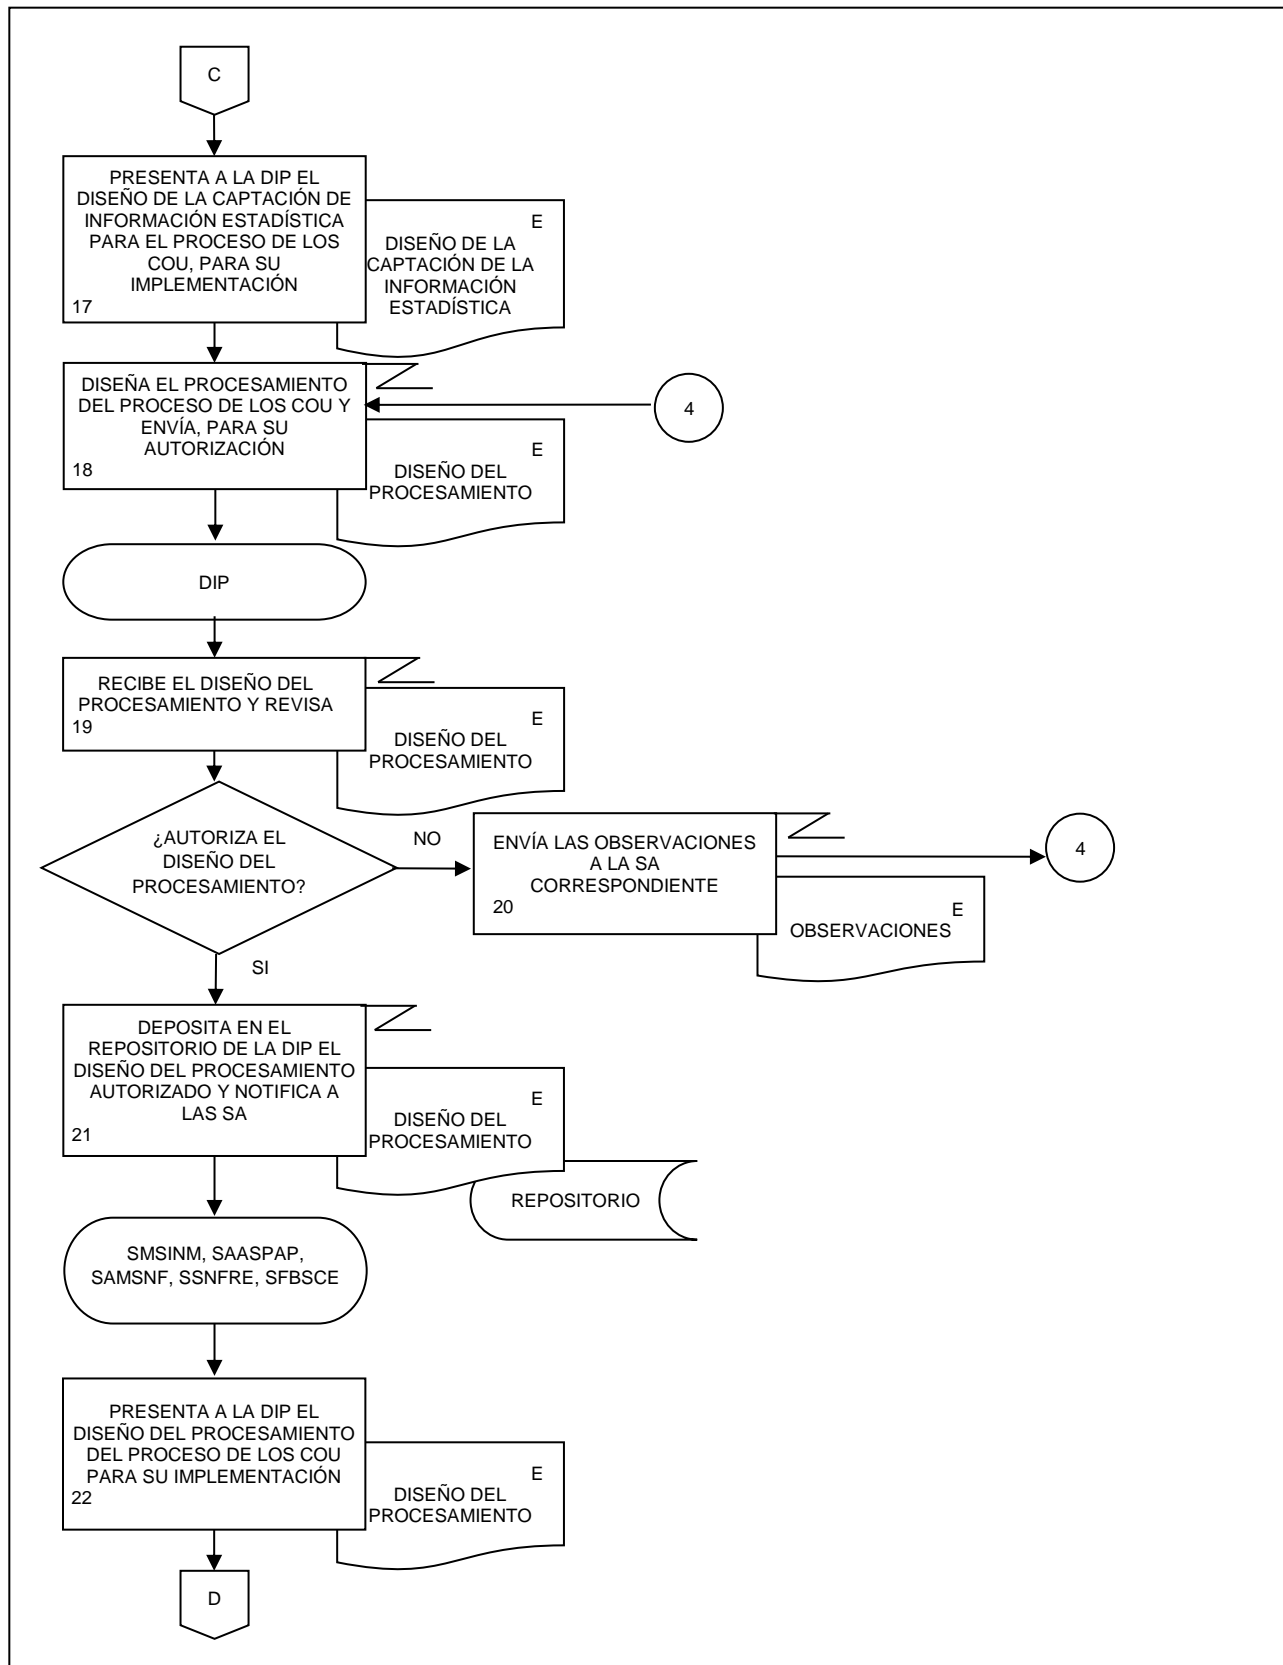 C
PRESENTA A LA DIP EL
DISEÑO DE LA CAPTACIÓN DE
INFORMACIÓN ESTADÍSTICA
PARA EL PROCESO DE LOS
COU, PARA SU
IMPLEMENTACIÓN
17
E
DISEÑO DE LA
CAPTACIÓN DE LA
INFORMACIÓN
ESTADÍSTICA
DISEÑA EL PROCESAMIENTO
DEL PROCESO DE LOS COU Y
ENVÍA, PARA SU
AUTORIZACIÓN
18
4
E
DISEÑO DEL
PROCESAMIENTO
DIP
RECIBE EL DISEÑO DEL
PROCESAMIENTO Y REVISA
19
E
DISEÑO DEL
PROCESAMIENTO
¿AUTORIZA EL
DISEÑO DEL
PROCESAMIENTO?
NO
ENVÍA LAS OBSERVACIONES
A LA SA
CORRESPONDIENTE
20
4
E
OBSERVACIONES
SI
DEPOSITA EN EL
REPOSITORIO DE LA DIP EL
DISEÑO DEL PROCESAMIENTO
AUTORIZADO Y NOTIFICA A
LAS SA
21
E
DISEÑO DEL
PROCESAMIENTO
REPOSITORIO
SMSINM, SAASPAP,
SAMSNF, SSNFRE, SFBSCE
PRESENTA A LA DIP EL
DISEÑO DEL PROCESAMIENTO
DEL PROCESO DE LOS COU
PARA SU IMPLEMENTACIÓN
22
E
DISEÑO DEL
PROCESAMIENTO
D